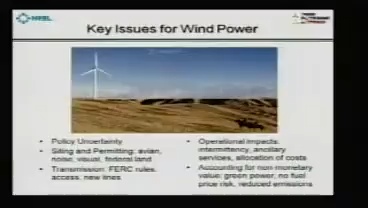 NREL
Key Issues for Wind Power
• Policy Uncertainty
• Siting and Permitting: avian,
noise, visual, federal land
• Transmission: FERC rules,
access, new lines
• Operational impacts:
intermittency, ancillary
services, allocation of costs
• Accounting for non-monetary
value: green power, no fuel
price risk, reduced emissions